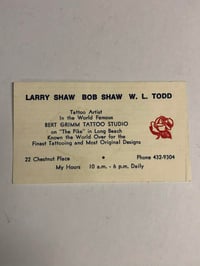 LARRY SHAW BOB SHAW W. L. TODD
Tattoo Artist
In the World Famous
BERT GRIMM TATTOO STUDIO
on "The Pike" in Long Beach
Known the World Over for the
Finest Tattooing and Most Original Designs
22 Chestnut Place • Phone 432-9304
My Hours 10 a.m. - 6 p.m, Daily